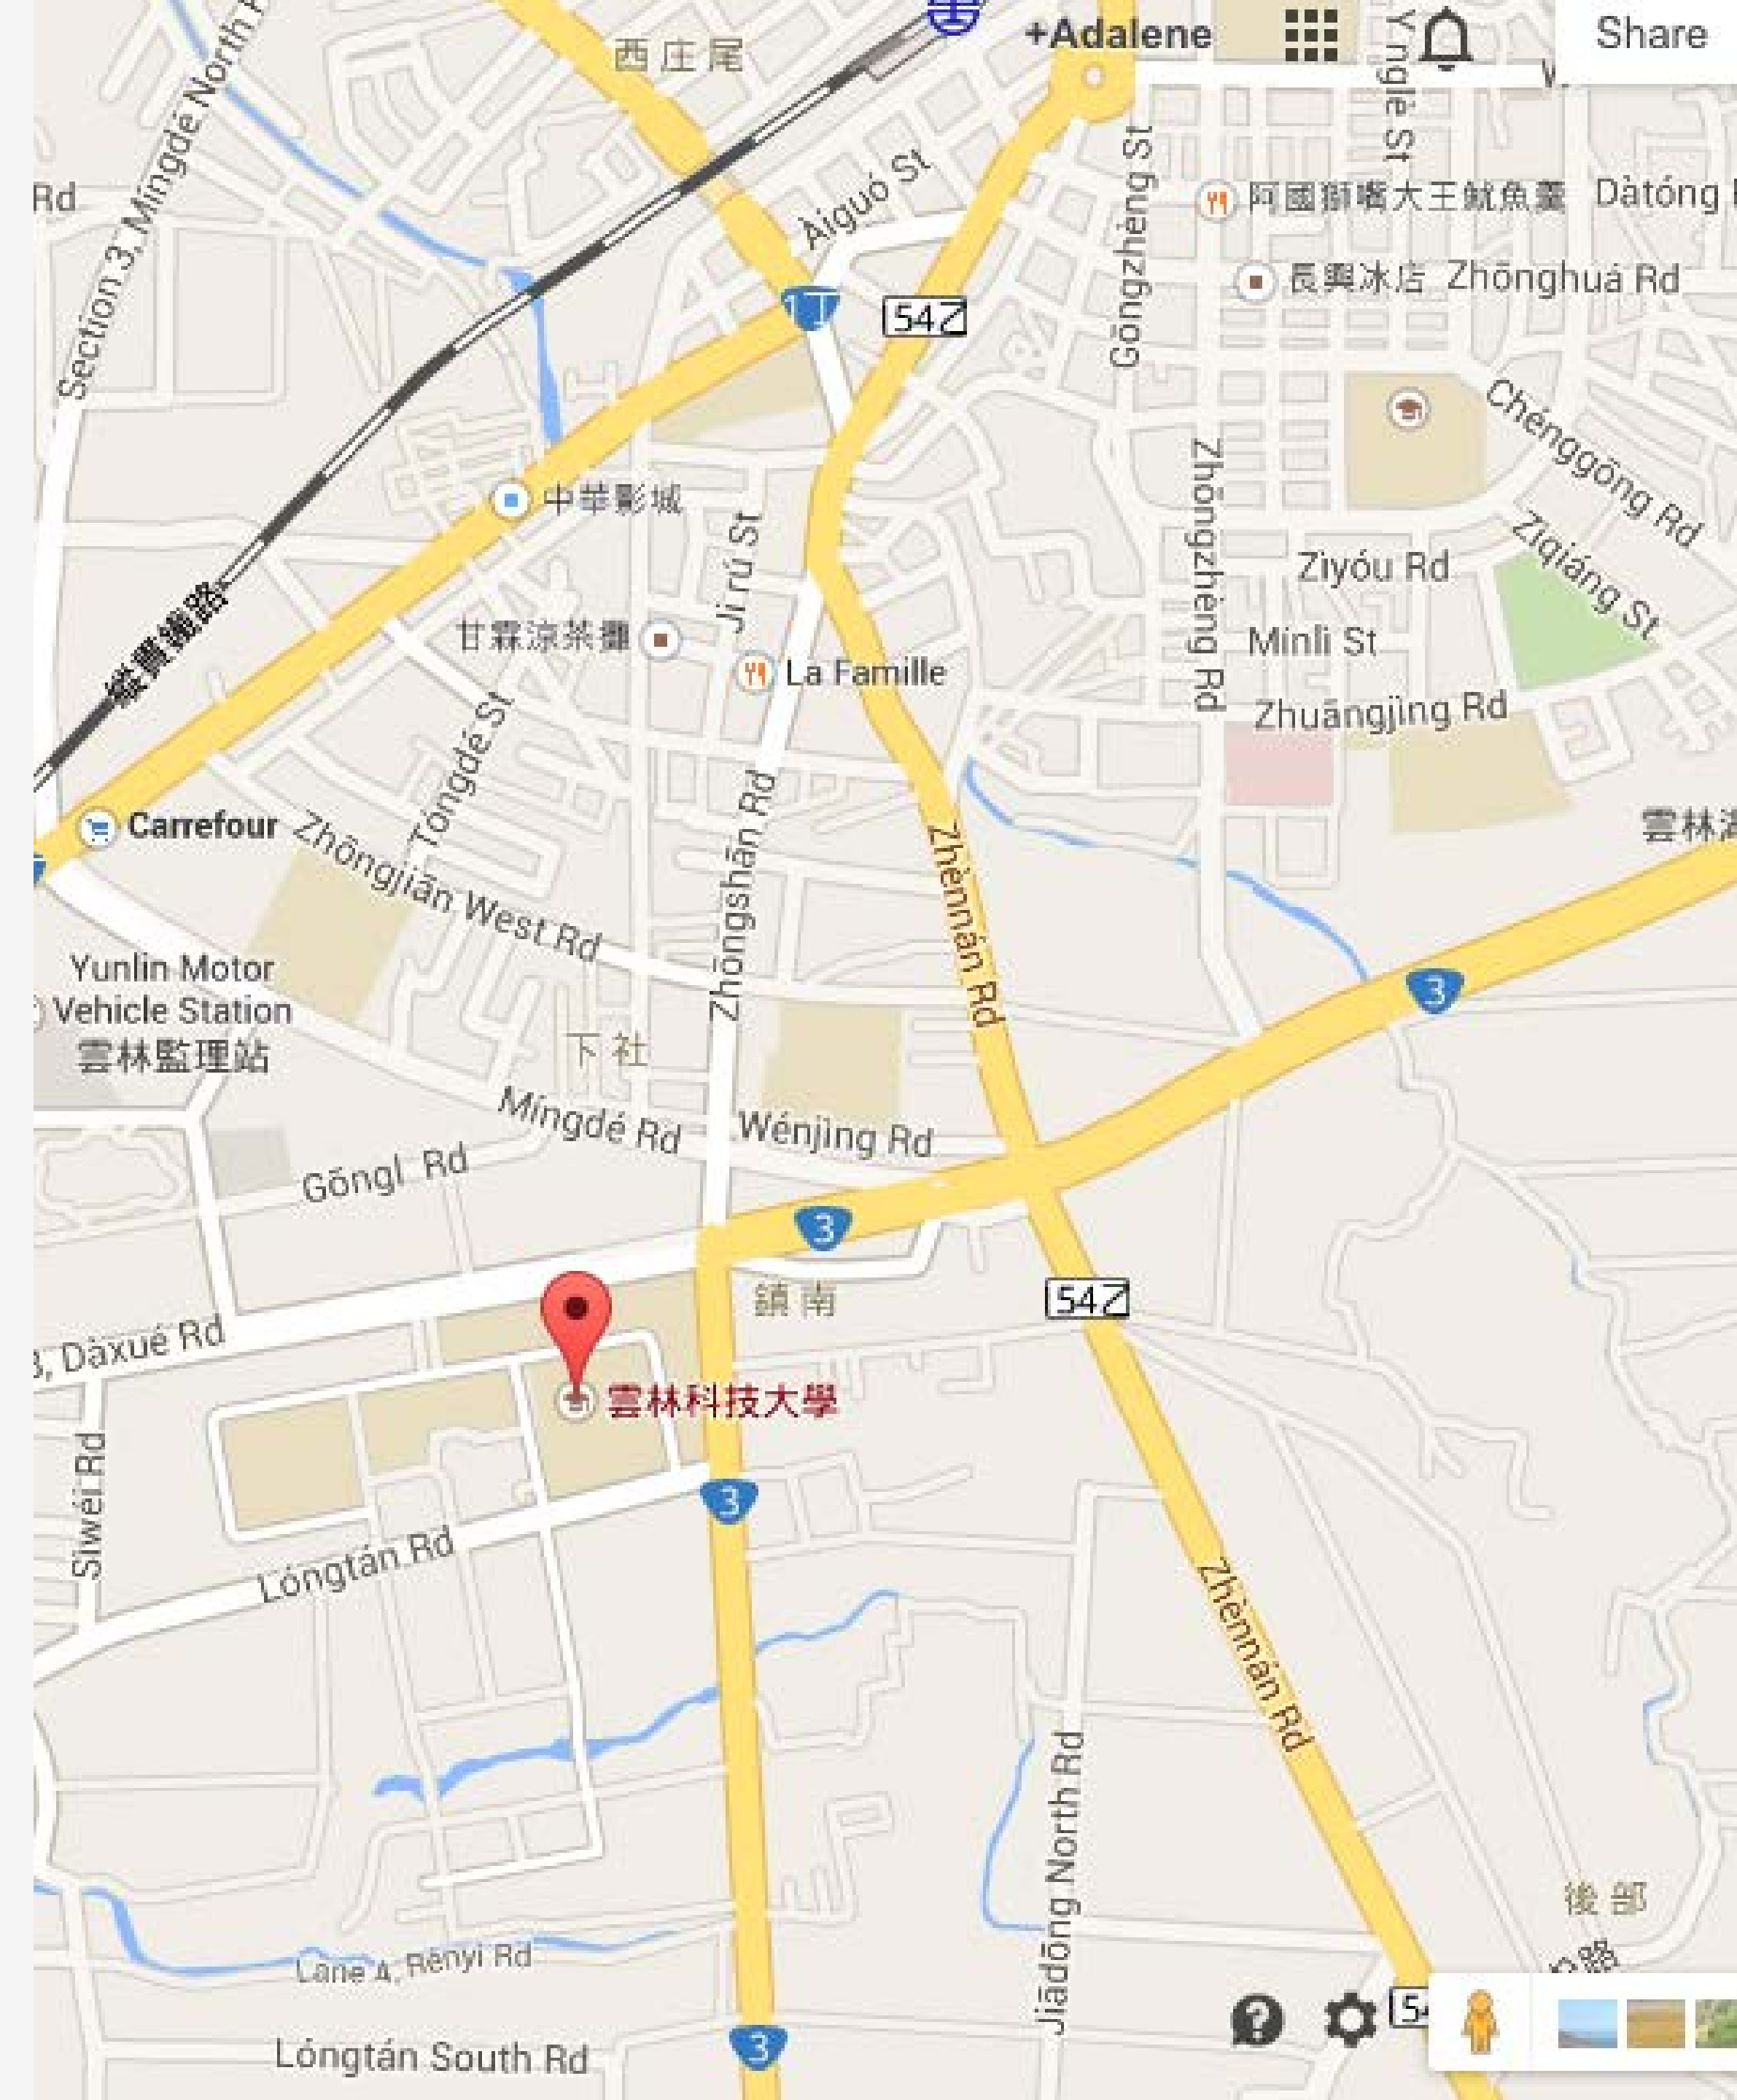 西庄尾
+Adalene
Share
Section 3, Míngdé North R
Rd
Àiguó St
Gōngzhèng St
阿國獅嘴大王魷魚羹
Dàtóng
長興冰店
Zhōnghuá Rd
1丁
54乙
Chénggōng Rd
中華影城
Zìqiáng St
Zhōngzhèng Rd
Zìyóu Rd
縱貫鐵路
甘霖涼茶攤
La Famille
Mínlì St
Zhuāngjìng Rd
Tóngdé St
Carrefour
Zhōngjiān West Rd
Zhōngshān Rd
Zhènnán Rd
雲林
Yunlin Motor
Vehicle Station
雲林監理站
3
下社
Míngdé Rd
Wénjìng Rd
Gōngl Rd
3
鎮南
54乙
3, Dàxué Rd
雲林科技大學
Sìwéi Rd
3
Lóngtán Rd
Zhènnán Rd
Jiādōng North Rd
後部
路
Lane 4, Rényì Rd
Lóngtán South Rd
3
?